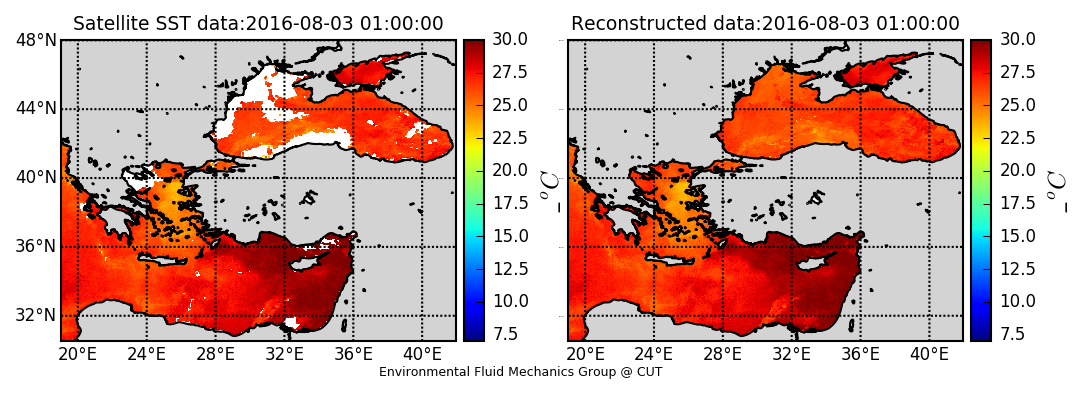 Satellite SST data:2016-08-03 01:00:00
48°N
44°N
40°N
36°N
32°N
20°E 24°E 28°E 32°E 36°E 40°E
30.0
27.5
25.0
22.5
20.0
17.5
15.0
12.5
10.0
7.5
_°C
Reconstructed data:2016-08-03 01:00:00
20°E 24°E 28°E 32°E 36°E 40°E
30.0
27.5
25.0
22.5
20.0
17.5
15.0
12.5
10.0
7.5
_°C
Environmental Fluid Mechanics Group @ CUT